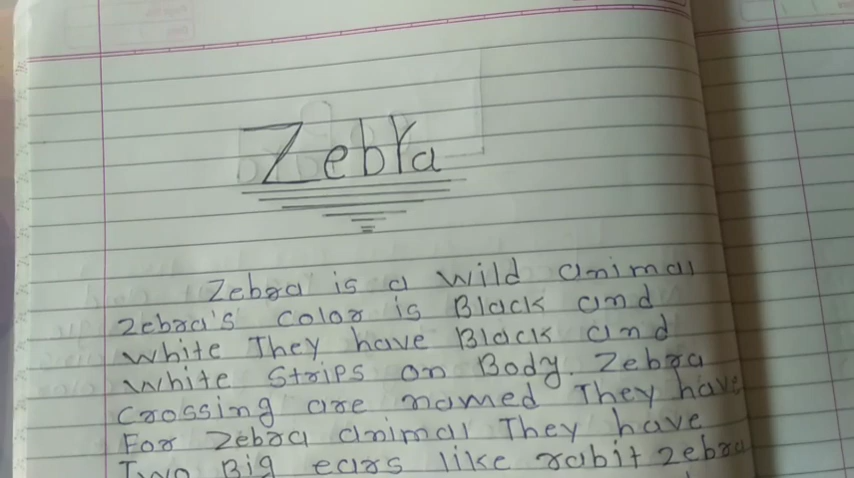 Zebra
Zebra is a wild animal
Zebra's color is Black and
white They have Black and
white Strips on Body. Zebra
Crossing are named They have
For Zebra animal They have
Two Big ears like rabit zebra